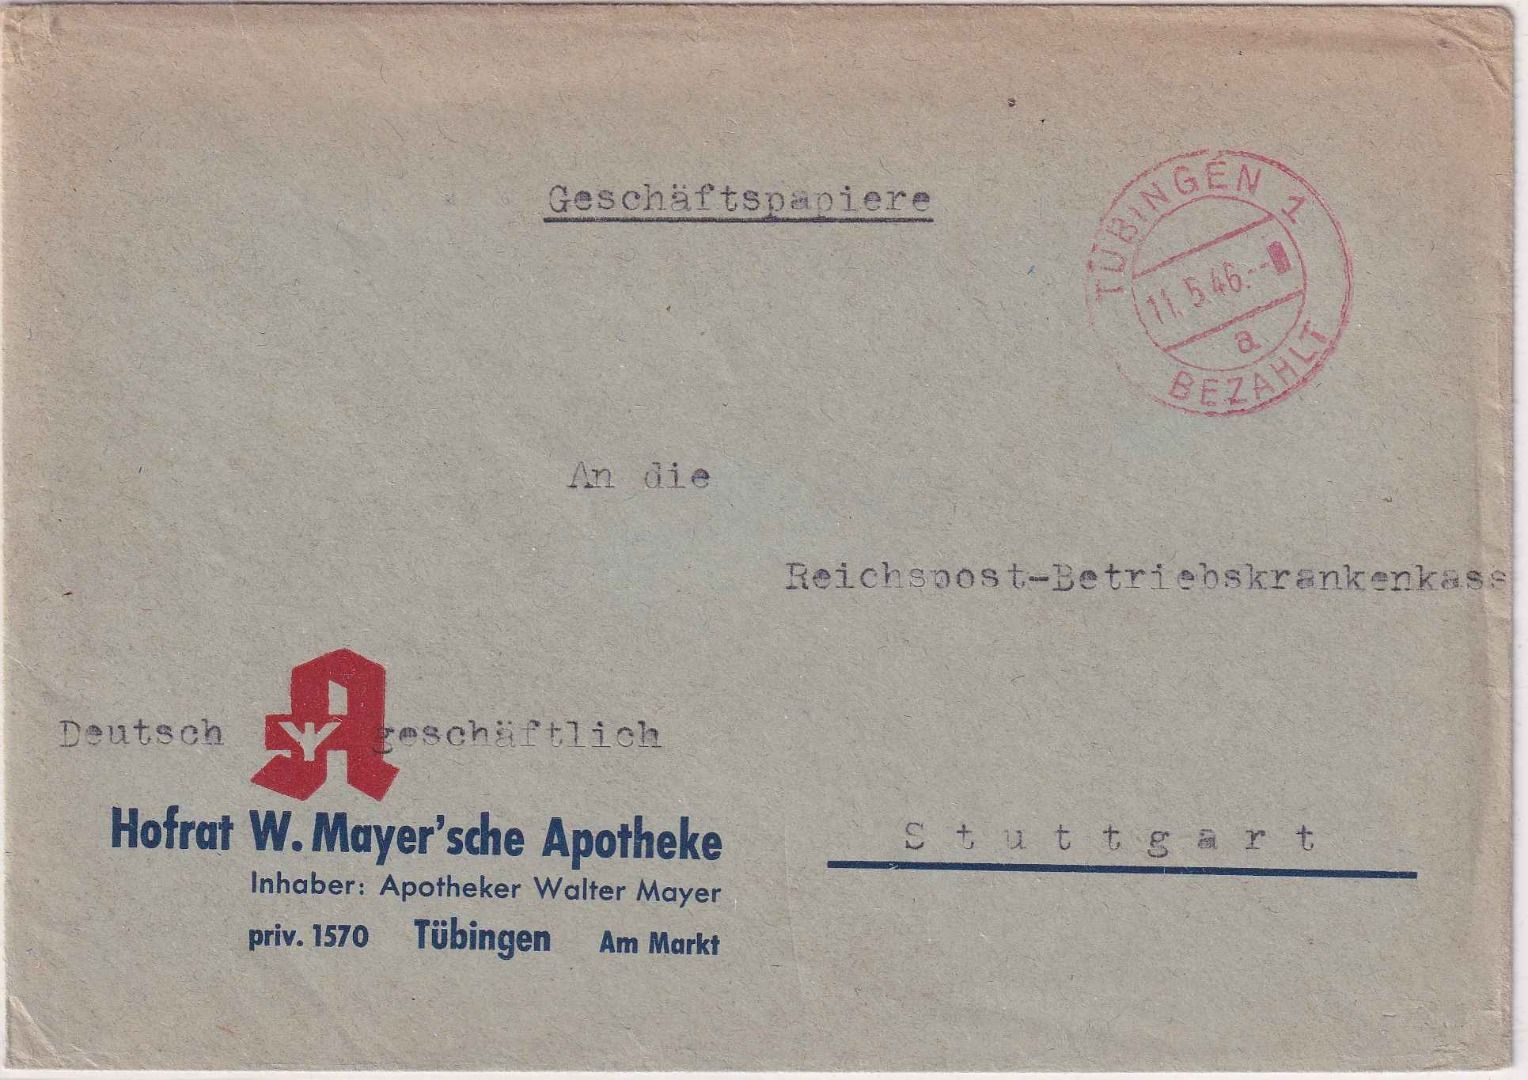 Geschäftspapiere
TÜBINGEN 1
11.5.46.--
a
BEZAHLT
An die
Reichspost-Betriebskrankenkass
Deutsch geschäftlich
Hofrat W. Mayer'sche Apotheke
Inhaber: Apotheker Walter Mayer
priv. 1570 Tübingen Am Markt
Stuttgart